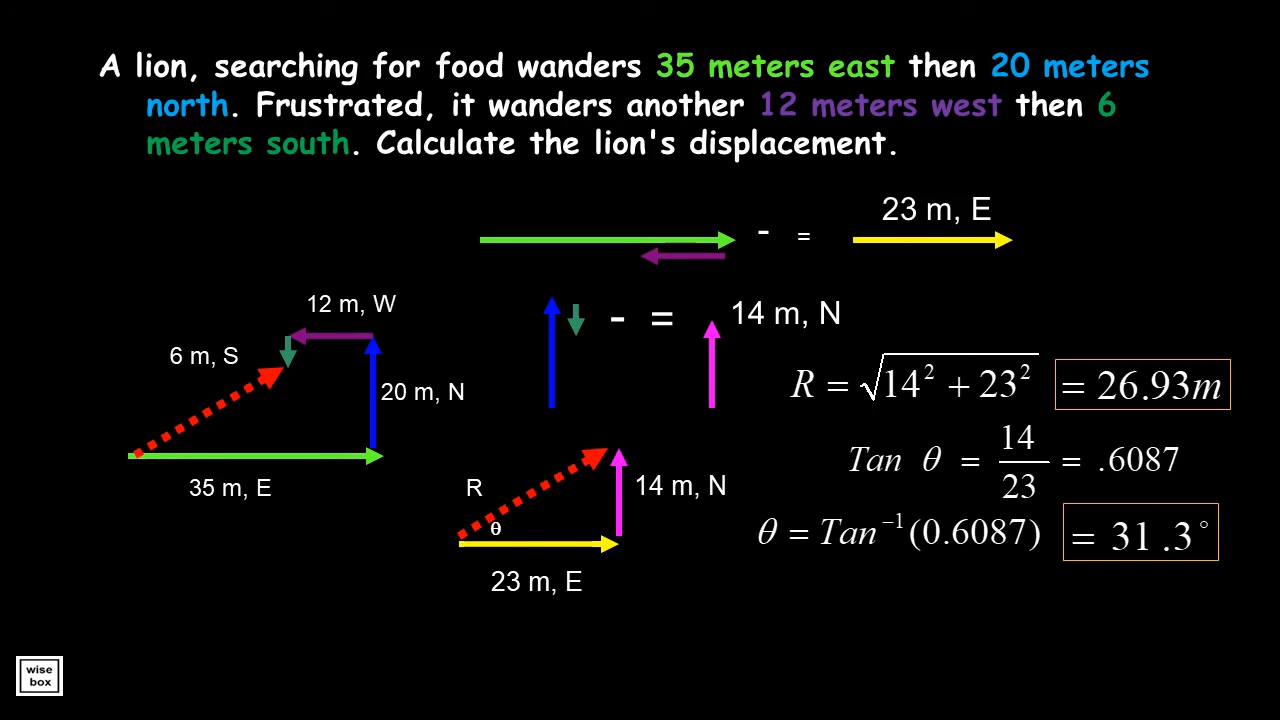 A lion, searching for food wanders 35 meters east then 20 meters
north. Frustrated, it wanders another 12 meters west then 6
meters south. Calculate the lion's displacement.
- = 23 m, E
12 m, W
- = 14 m, N
6 m, S
20 m, N
35 m, E
R = √14² + 23² = 26.93m
Tan θ = 14/23 = .6087
R
14 m, N
θ
23 m, E
θ = Tan⁻¹(0.6087) = 31.3°
wise
box